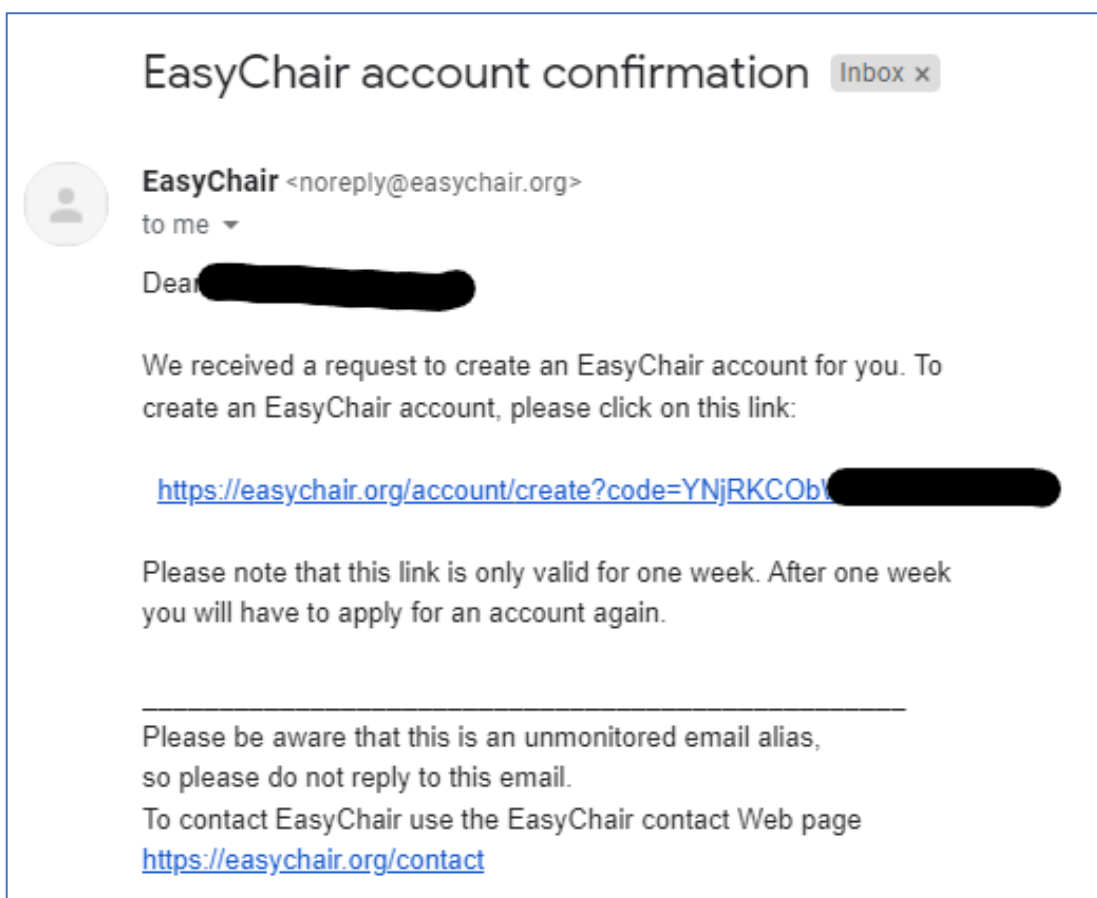 EasyChair account confirmation Inbox x
EasyChair <noreply@easychair.org>
to me
Dear
We received a request to create an EasyChair account for you. To
create an EasyChair account, please click on this link:
https://easychair.org/account/create?code=YNjRKCOb
Please note that this link is only valid for one week. After one week
you will have to apply for an account again.
Please be aware that this is an unmonitored email alias,
so please do not reply to this email.
To contact EasyChair use the EasyChair contact Web page
https://easychair.org/contact